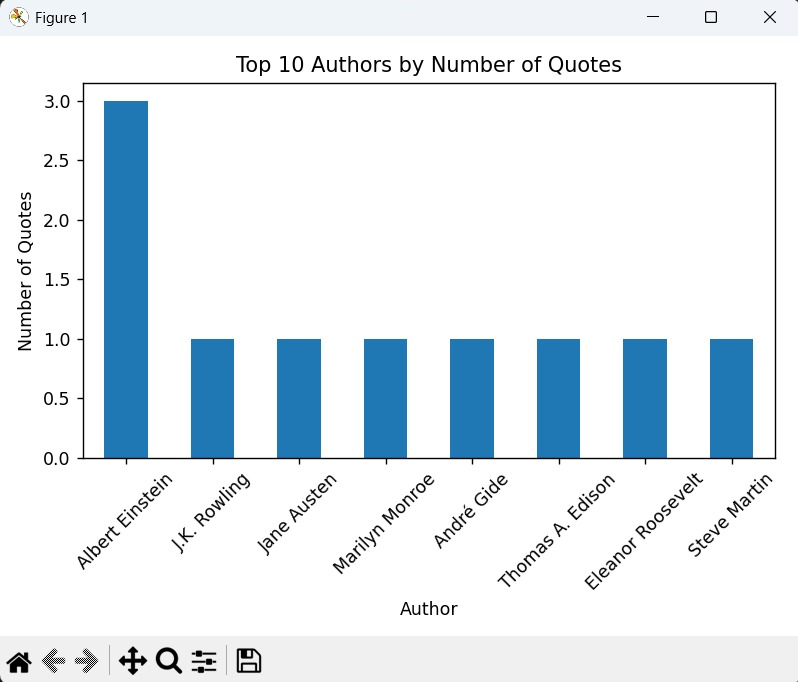 Figure 1
Top 10 Authors by Number of Quotes
Number of Quotes
3.0
2.5
2.0
1.5
1.0
0.5
0.0
Albert Einstein
J.K. Rowling
Jane Austen
Marilyn Monroe
André Gide
Thomas A. Edison
Eleanor Roosevelt
Steve Martin
Author